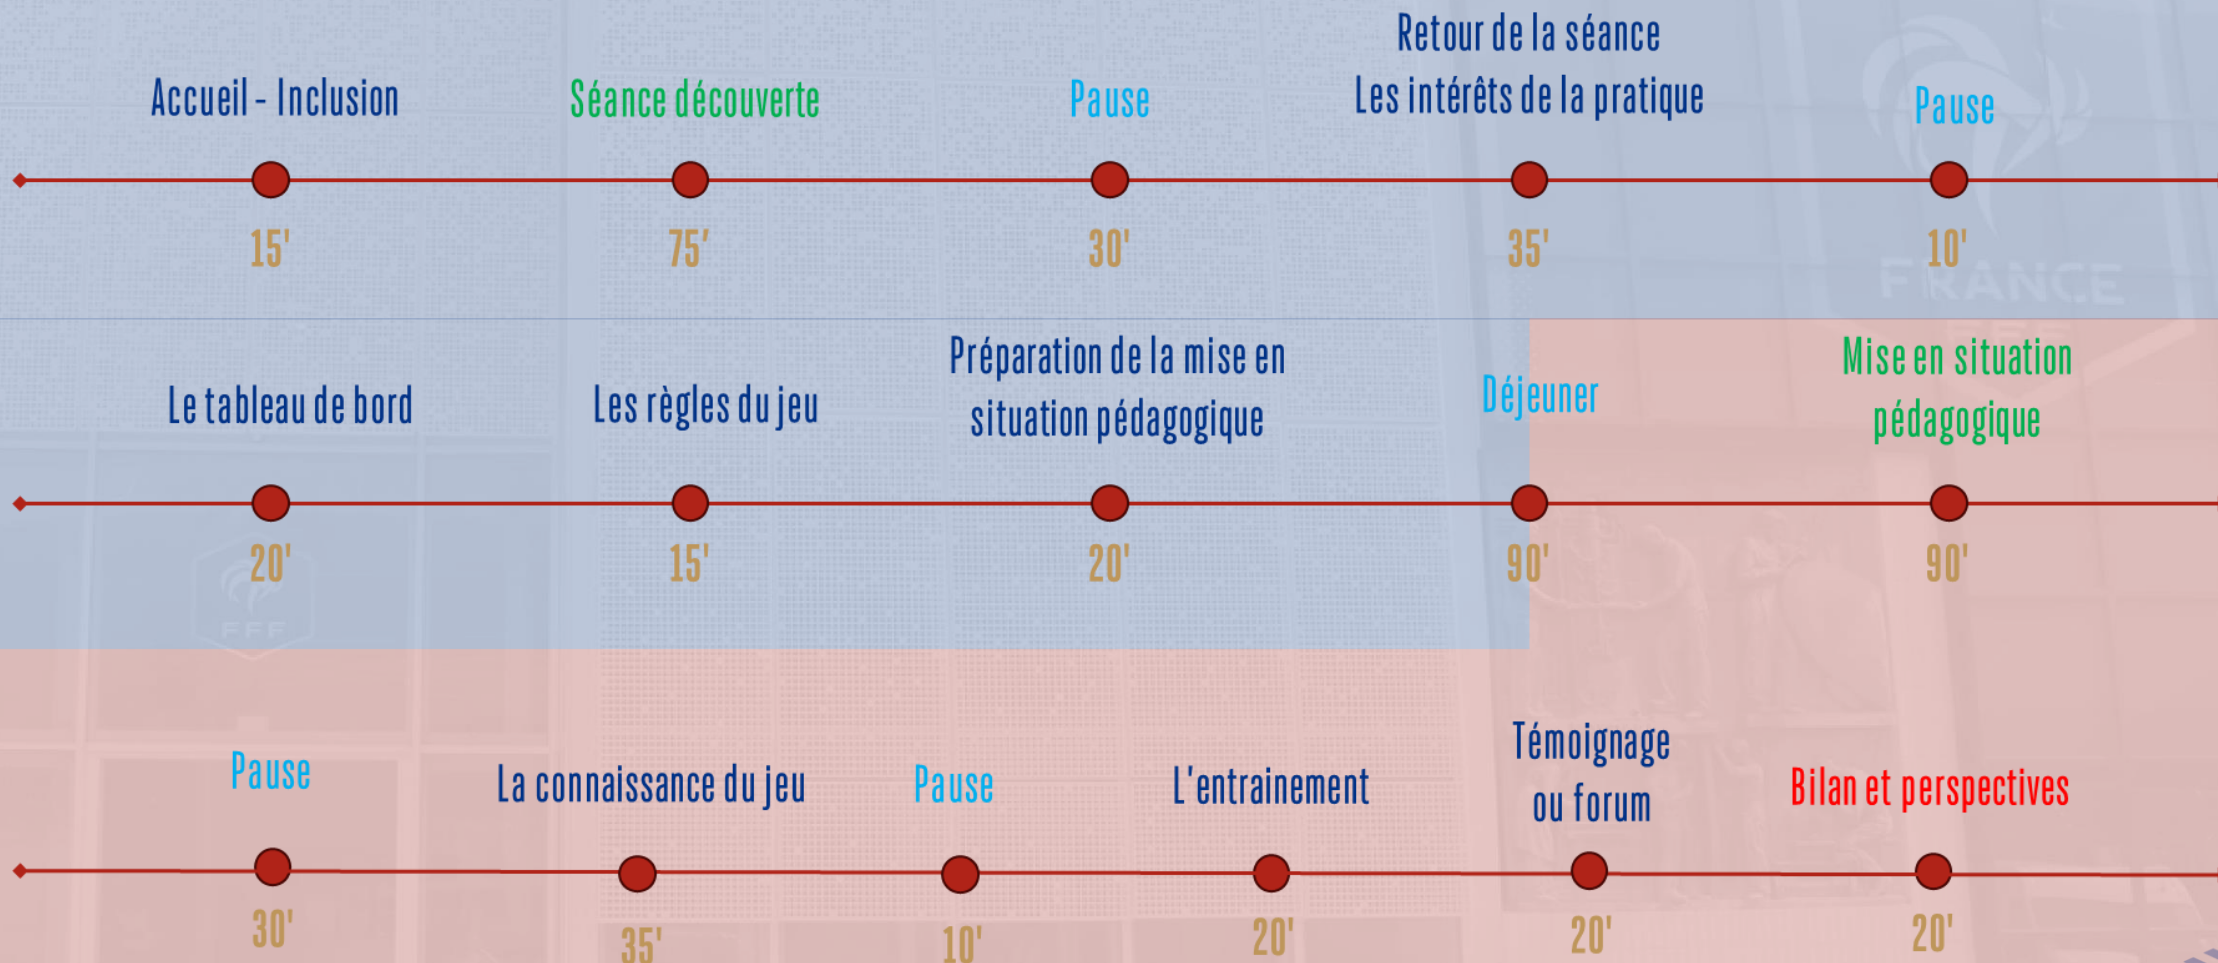 Accueil - Inclusion
15'
Séance découverte
75'
Pause
30'
Retour de la séance
Les intérêts de la pratique
35'
Pause
10'
FRANCE
FFF
Le tableau de bord
20'
Les règles du jeu
15'
Préparation de la mise en
situation pédagogique
20'
Déjeuner
90'
Mise en situation
pédagogique
90'
FFF
Pause
30'
La connaissance du jeu
35'
Pause
10'
L'entrainement
20'
Témoignage
ou forum
20'
Bilan et perspectives
20'